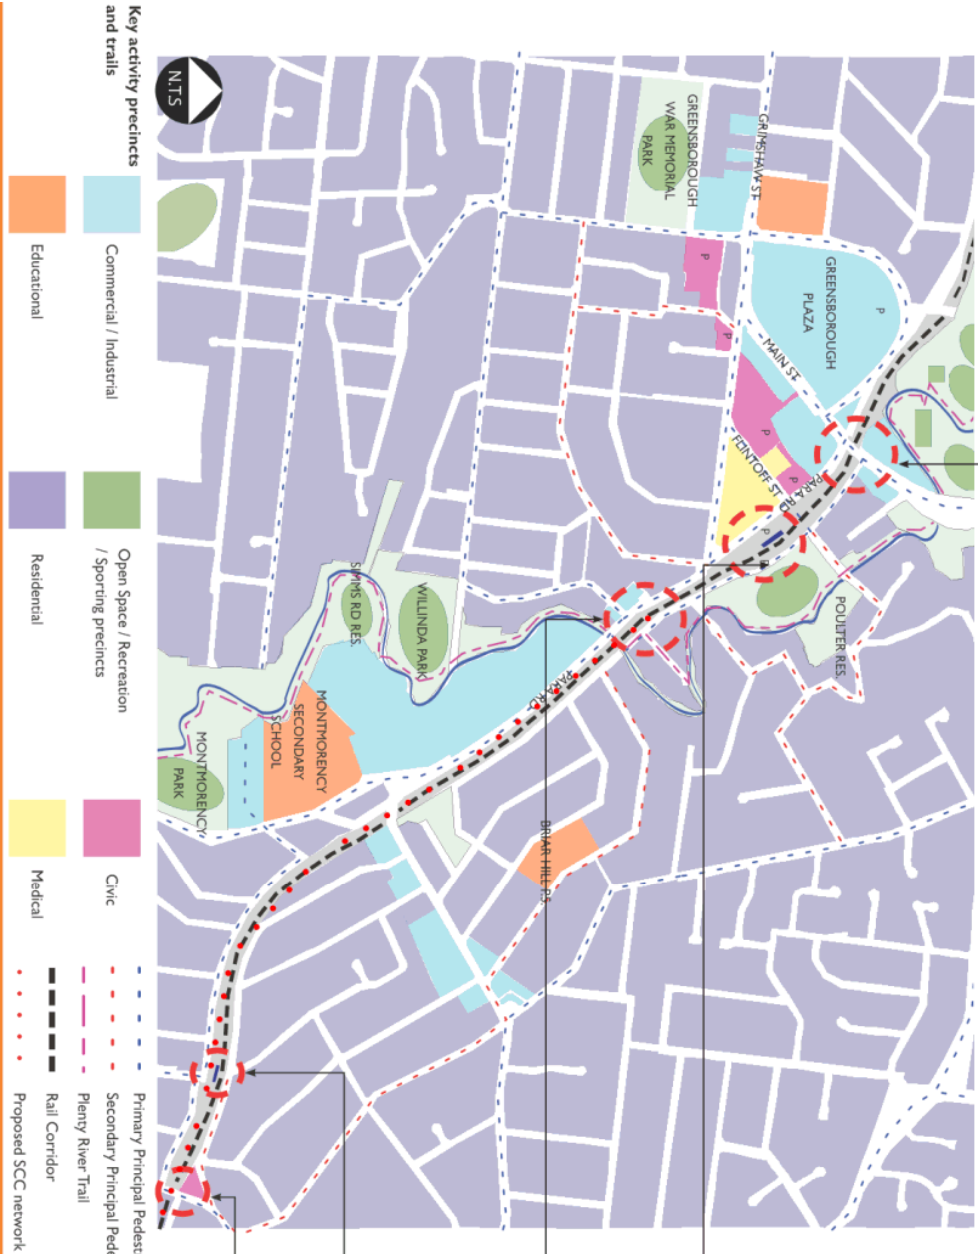 Key activity precincts
and trails
Commercial / Industrial
Educational
Open Space / Recreation
/ Sporting precincts
Residential
Civic
Medical
Primary Principal Pedest
Secondary Principal Pede
Plenty River Trail
Rail Corridor
Proposed SCC network
N.T.S
GREENSBOROUGH
WAR MEMORIAL
PARK
GRIMSHAW ST
GREENSBOROUGH
PLAZA
P
P
P
MAIN ST
P
P
FLINTOFF ST
PARA RD
P
POULTER RES.
SIMMS RD RES.
WILLINDA PARK
PARA RD
MONTMORENCY
SECONDARY
SCHOOL
MONTMORENCY
PARK
BRIAR HILL P.S.